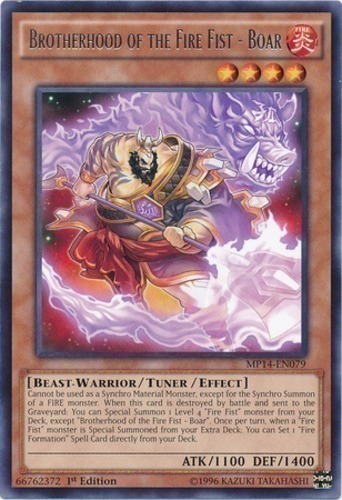 BROTHERHOOD OF THE FIRE FIST - BOAR
FIRE
炎
MP14-EN079
[BEAST-WARRIOR / TUNER / EFFECT]
Cannot be used as a Synchro Material Monster, except for the Synchro Summon
of a FIRE monster. When this card is destroyed by battle and sent to the
Graveyard: You can Special Summon 1 Level 4 "Fire Fist" monster from your
Deck, except "Brotherhood of the Fire Fist - Boar". Once per turn, when a "Fire
Fist" monster is Special Summoned from your Extra Deck: You can Set 1 "Fire
Formation" Spell Card directly from your Deck.
ATK/1100 DEF/1400
66762372 1st Edition ©1996 KAZUKI TAKAHASHI